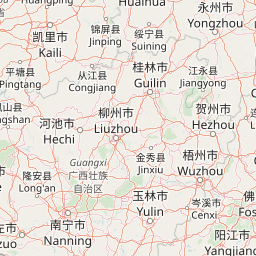 Huaihua
永州市
Yongzhou
锦屏县
Jinping
绥宁县
Suining
凯里市
Kaili
平塘县
Pingtang
从江县
Congjiang
桂林市
Guilin
江永县
Jiangyong
柳州市
Liuzhou
贺州市
Hezhou
河池市
Hechi
Guangxi
广西壮族
自治区
金秀县
Jinxiu
梧州市
Wuzhou
隆安县
Long'an
玉林市
Yulin
岑溪市
Cenxi
南宁市
Nanning
阳江市
Yangjiang